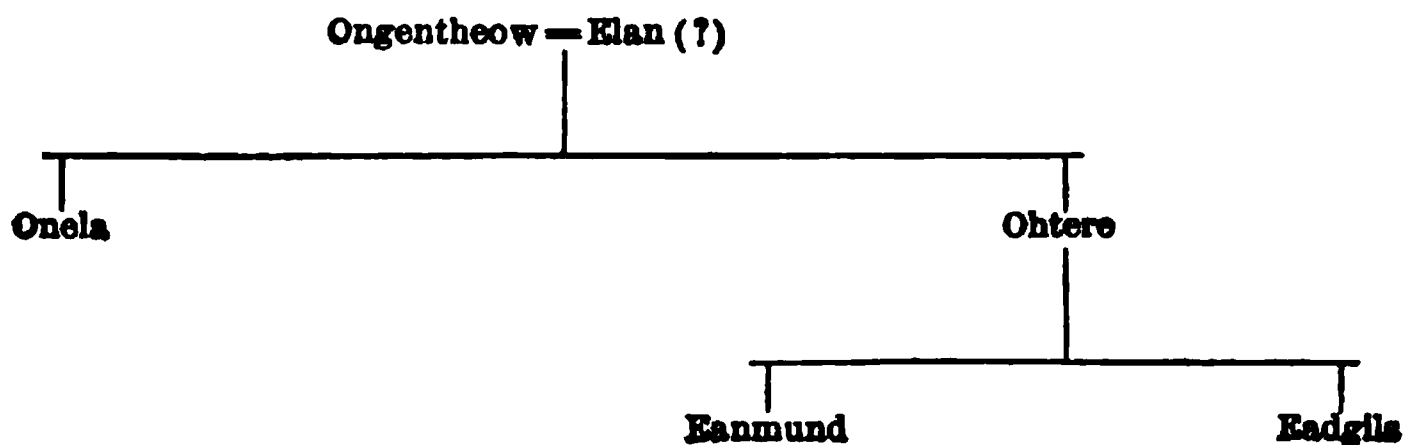 Ongentheow = Elan (?)
Onela Ohtere
Eanmund Eadgils